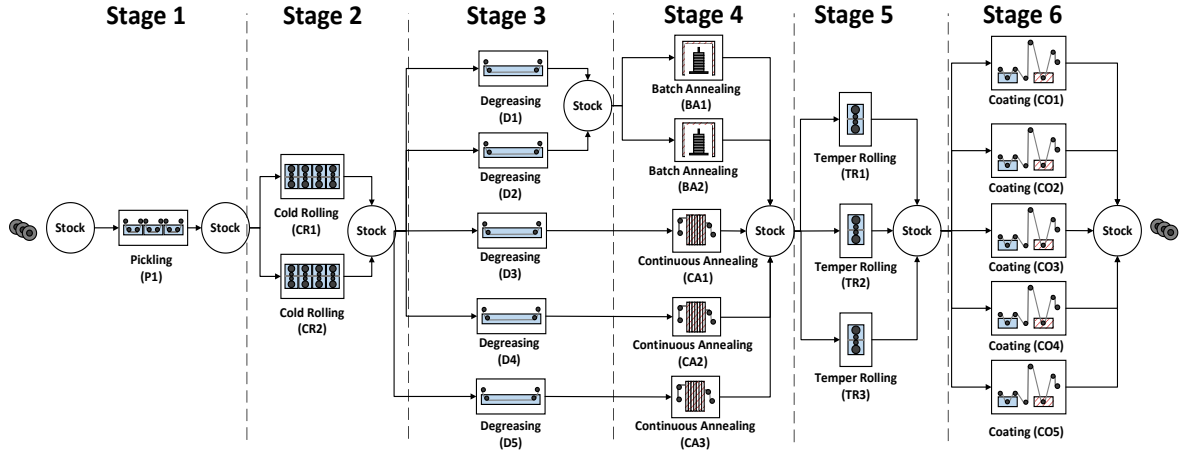 Stage 1
Stage 2
Stage 3
Stage 4
Stage 5
Stage 6
Stock
Pickling
(P1)
Stock
Cold Rolling
(CR1)
Cold Rolling
(CR2)
Stock
Degreasing
(D1)
Degreasing
(D2)
Degreasing
(D3)
Degreasing
(D4)
Degreasing
(D5)
Stock
Batch Annealing
(BA1)
Batch Annealing
(BA2)
Continuous Annealing
(CA1)
Continuous Annealing
(CA2)
Continuous Annealing
(CA3)
Stock
Temper Rolling
(TR1)
Temper Rolling
(TR2)
Temper Rolling
(TR3)
Stock
Coating (CO1)
Coating (CO2)
Coating (CO3)
Coating (CO4)
Coating (CO5)
Stock